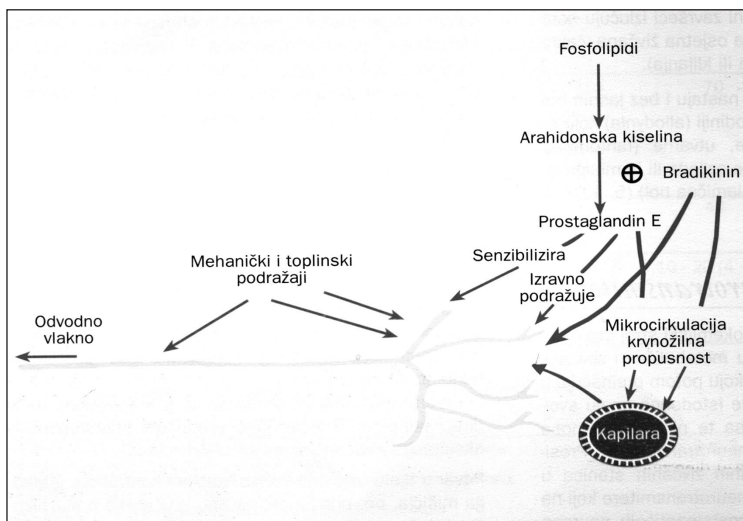 Fosfolipidi
Arahidonska kiselina
⊕ Bradikinin
Prostaglandin E
Senzibilizira
Mehanički i toplinski
podražaji
Izravno
podražuje
Odvodno
vlakno
Mikrocirkulacija
krvnožilna
propusnost
Kapilara